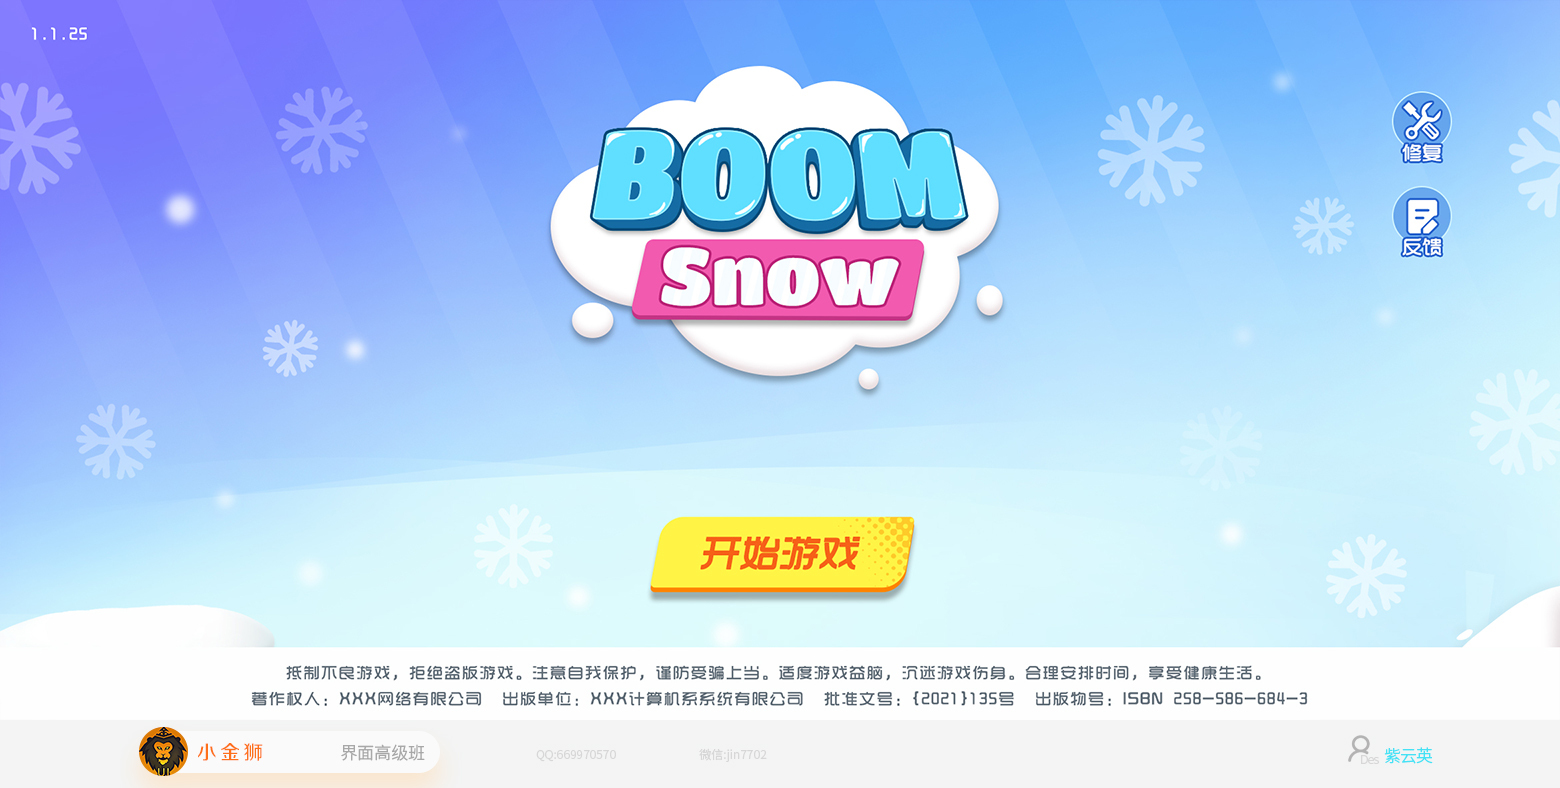 1.1.25
BOOM
Snow
修复
反馈
开始游戏
抵制不良游戏，拒绝盗版游戏。注意自我保护，谨防受骗上当。适度游戏益脑，沉迷游戏伤身。合理安排时间，享受健康生活。
著作权人：XXX网络有限公司 出版单位：XXX计算机系系统有限公司 批准文号：{2021}135号 出版物号：ISBN 258-586-684-3
小金狮 界面高级班 QQ:669970570 微信:jin7702 Des 紫云英